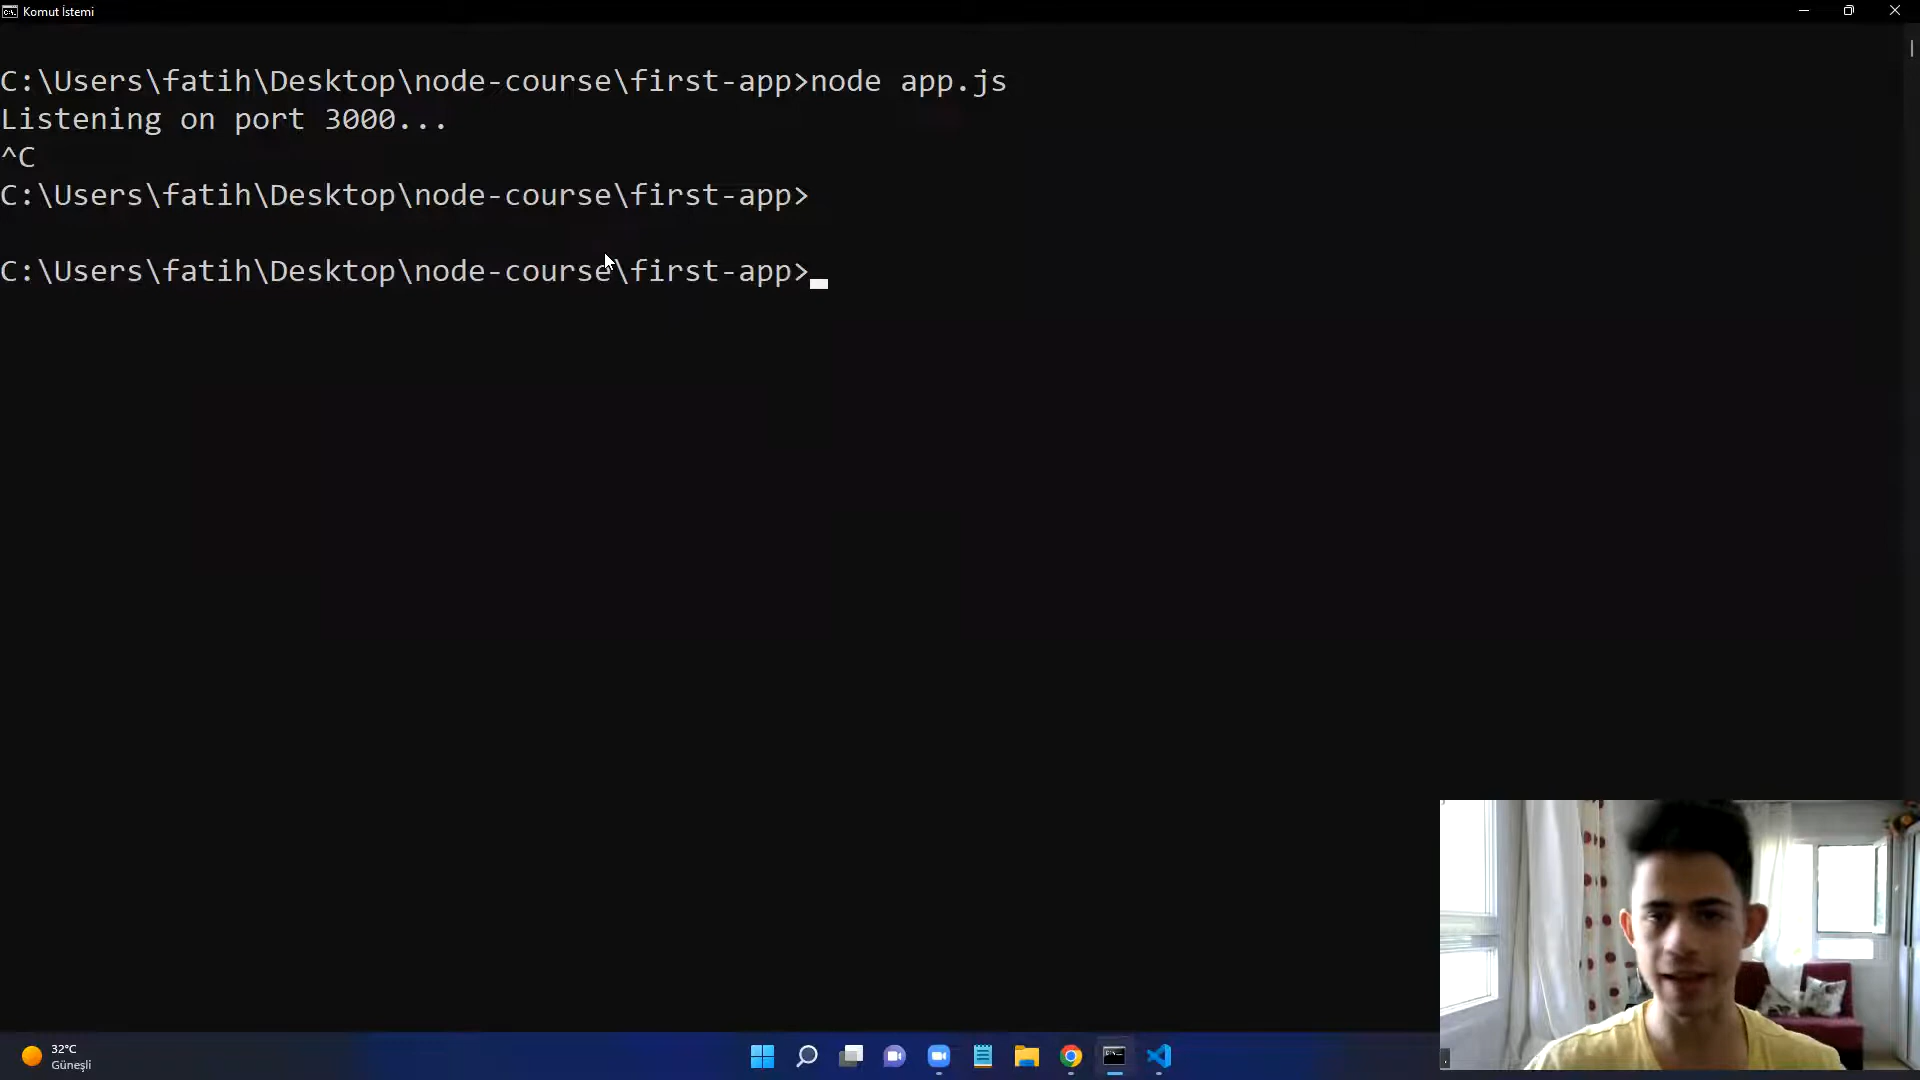 Komut İstemi
C:\Users\fatih\Desktop\node-course\first-app>node app.js
Listening on port 3000...
^C
C:\Users\fatih\Desktop\node-course\first-app>
C:\Users\fatih\Desktop\node-course\first-app>
32°C
Güneşli